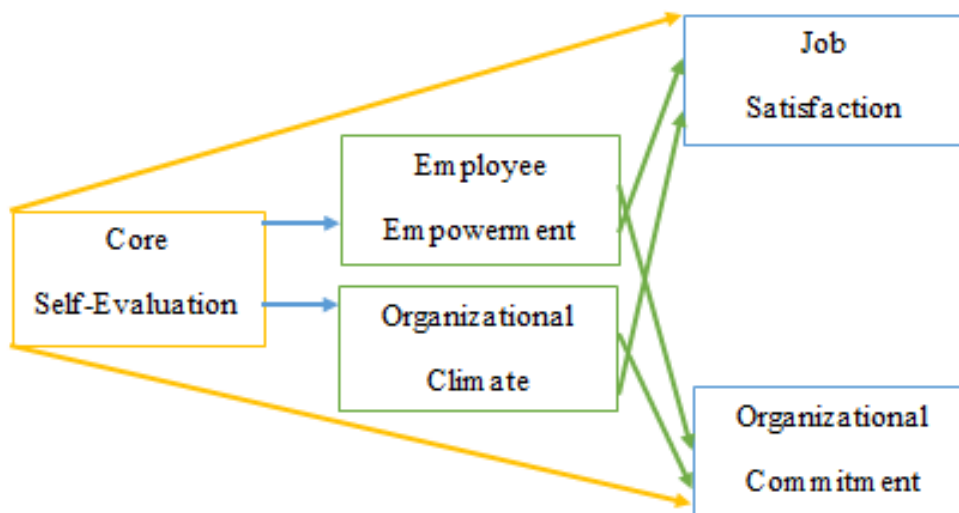 Job
Satisfaction
Employee
Empowerment
Core
Self-Evaluation
Organizational
Climate
Organizational
Commitment